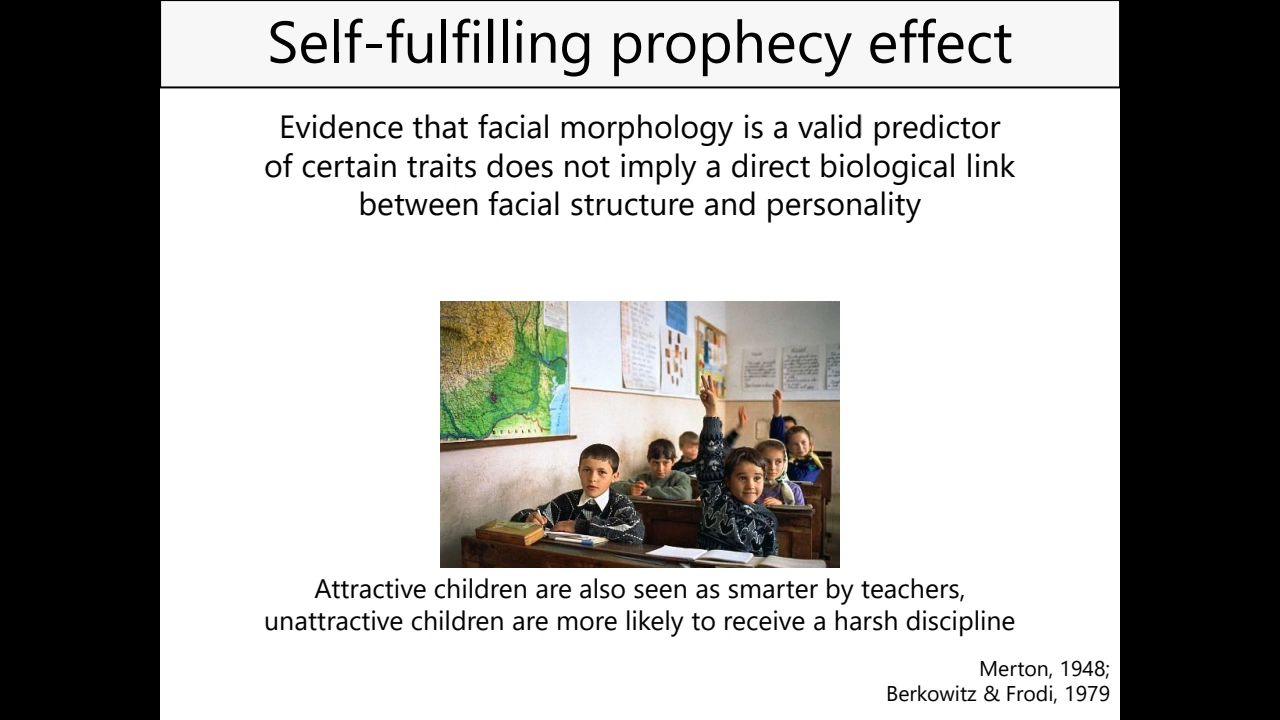 Self-fulfilling prophecy effect
Evidence that facial morphology is a valid predictor
of certain traits does not imply a direct biological link
between facial structure and personality
Attractive children are also seen as smarter by teachers,
unattractive children are more likely to receive a harsh discipline
Merton, 1948;
Berkowitz & Frodi, 1979